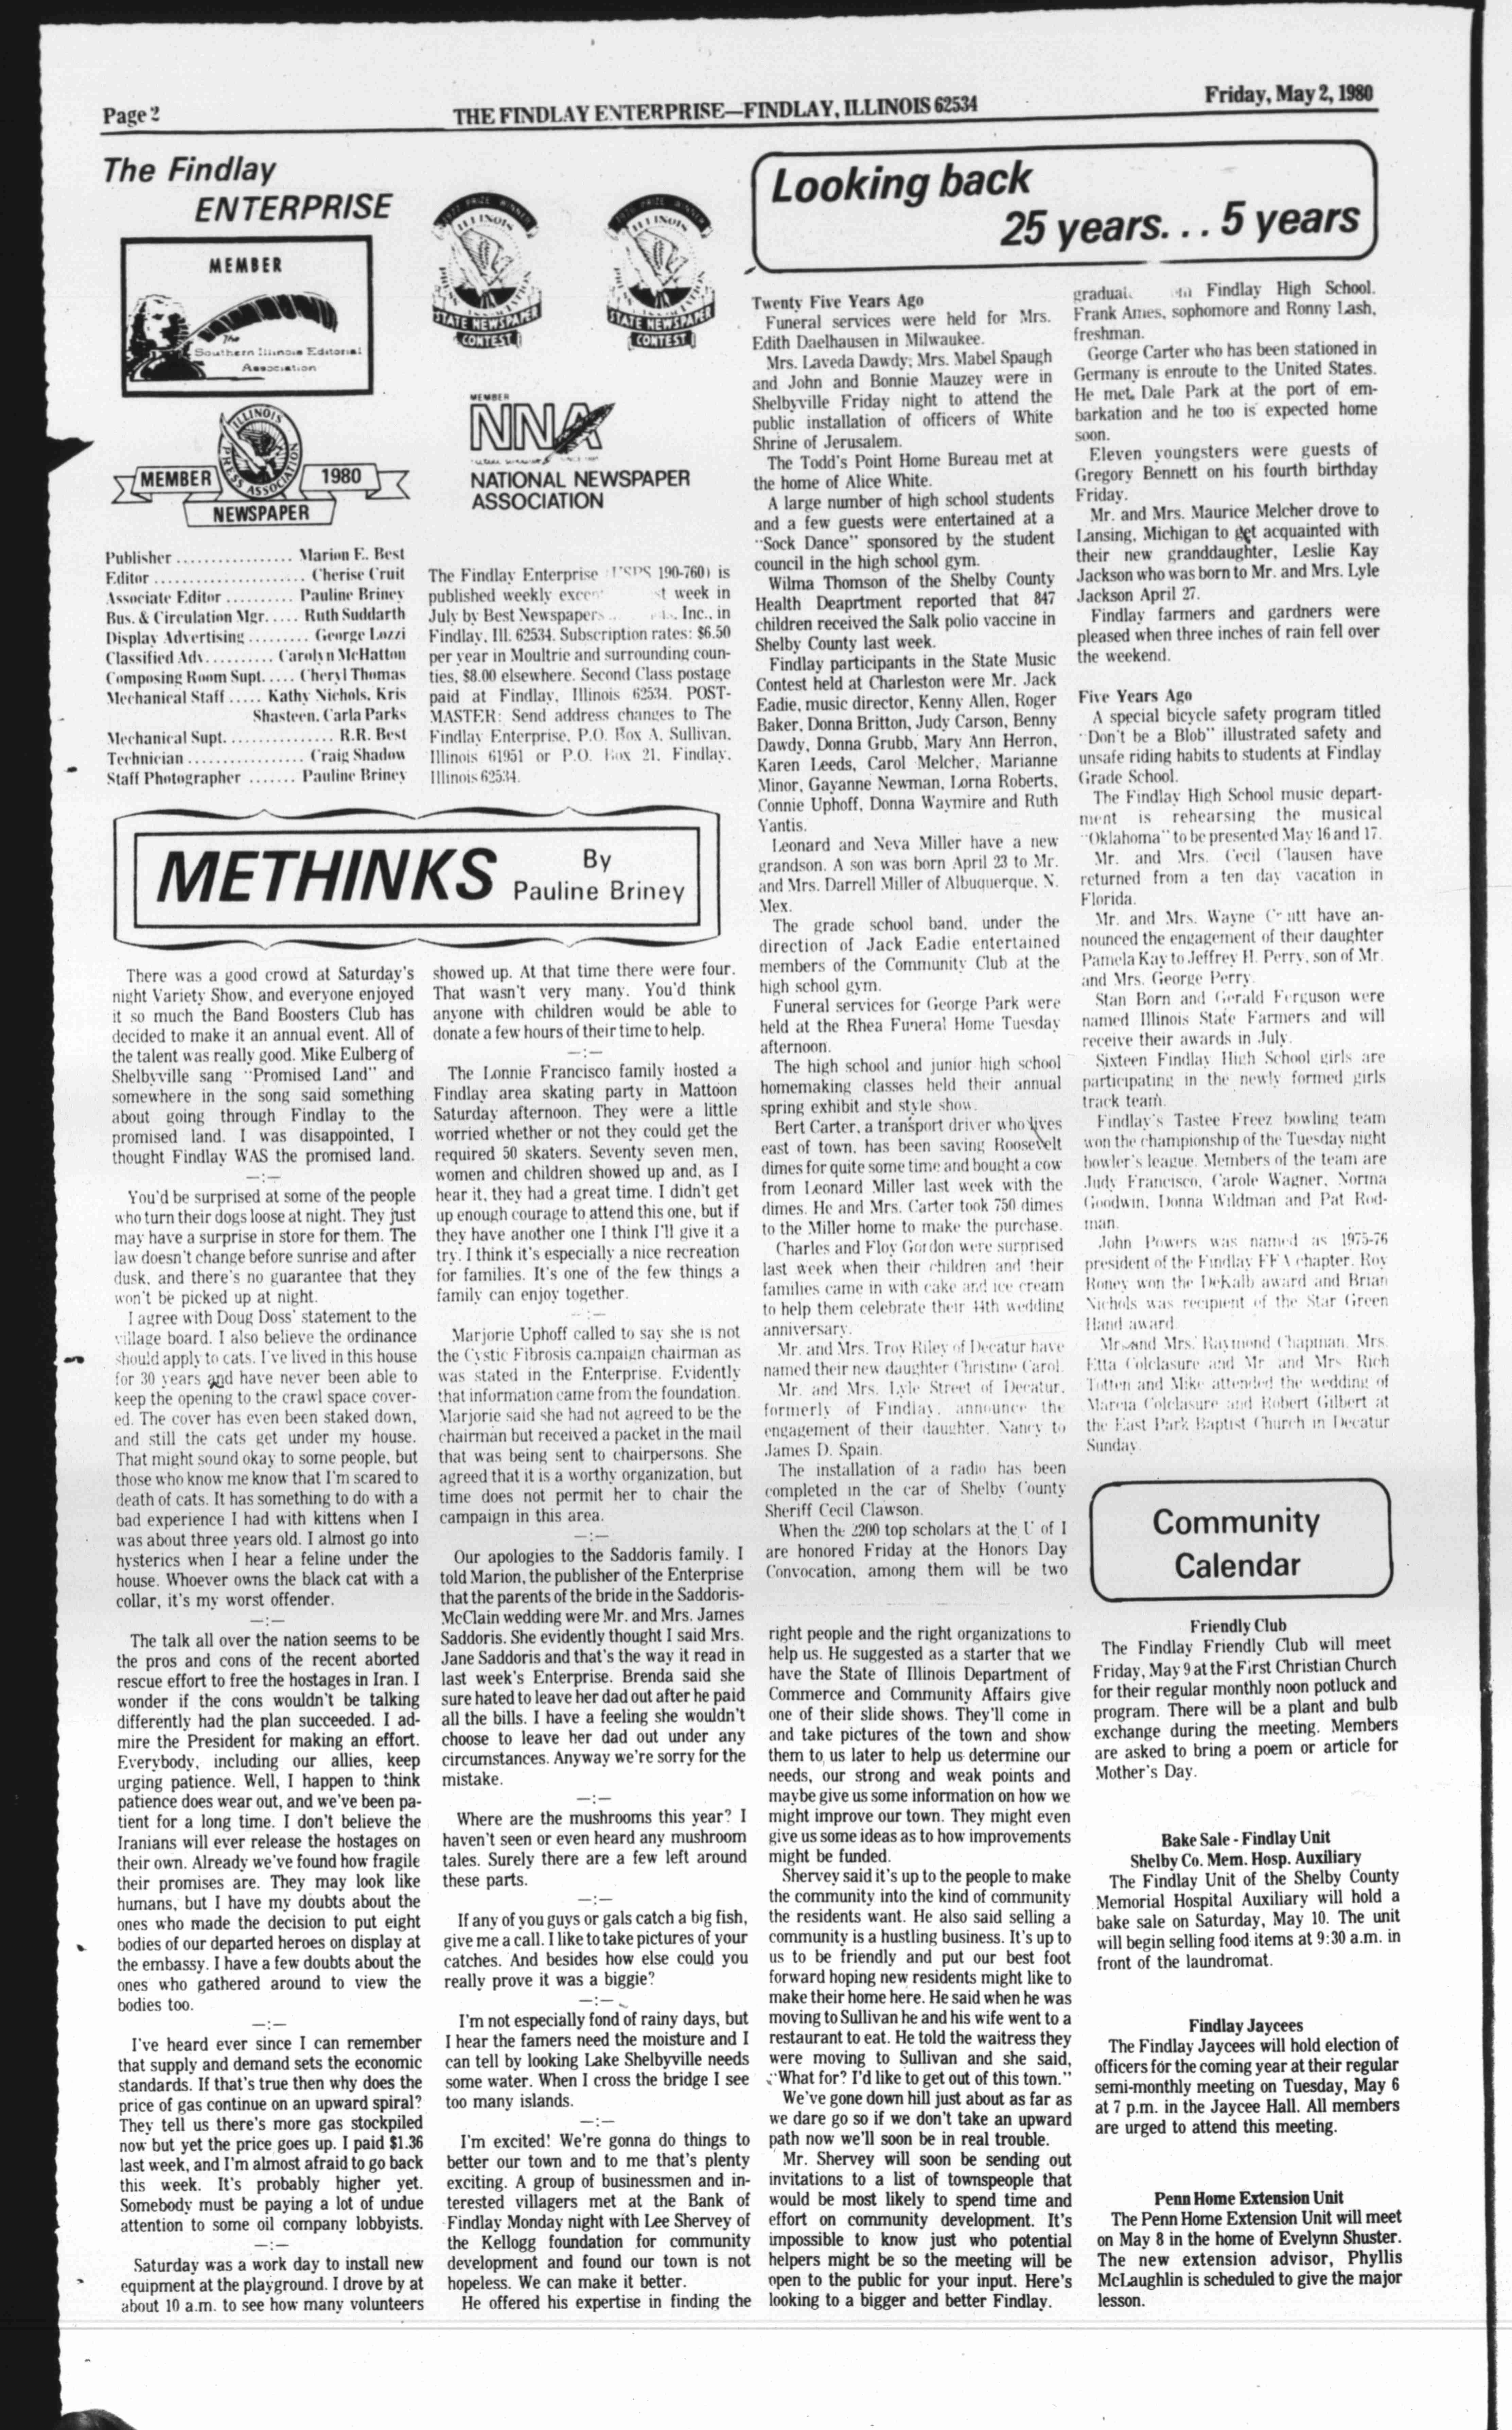 Page 2
THE FINDLAY ENTERPRISE—FINDLAY, ILLINOIS 62534
Friday, May 2, 1980
The Findlay
ENTERPRISE
MEMBER
The
Southern Illinois Editorial
Association
PRIZE WINNER
ILLINOIS
STATE NEWSPAPER
CONTEST
PRIZE WINNER
ILLINOIS
STATE NEWSPAPER
CONTEST
ILLINOIS
PRESS ASSOCIATION
MEMBER
1980
NEWSPAPER
MEMBER
NNA
NATIONAL NEWSPAPER
ASSOCIATION
Publisher ................ Marion E. Best
Editor ..................... Cherise Cruit
Associate Editor .......... Pauline Briney
Bus. & Circulation Mgr. .... Ruth Suddarth
Display Advertising ......... George Lozzi
Classified Adv. .......... Carolyn McHatton
Composing Room Supt. .... Cheryl Thomas
Mechanical Staff ..... Kathy Nichols, Kris
Shasteen, Carla Parks
Mechanical Supt. ............... R.R. Best
Technician ................ Craig Shadow
Staff Photographer ....... Pauline Briney
The Findlay Enterprise (USPS 190-760) is
published weekly week in
July by Best Newspapers Inc., in
Findlay, Ill. 62534. Subscription rates: $6.50
per year in Moultrie and surrounding coun-
ties, $8.00 elsewhere. Second Class postage
paid at Findlay, Illinois 62534. POST-
MASTER: Send address changes to The
Findlay Enterprise, P.O. Box A, Sullivan,
Illinois 61951 or P.O. Box 21, Findlay,
Illinois 62534.
METHINKS
By
Pauline Briney
There was a good crowd at Saturday's
night Variety Show, and everyone enjoyed
it so much the Band Boosters Club has
decided to make it an annual event. All of
the talent was really good. Mike Eulberg of
Shelbyville sang "Promised Land" and
somewhere in the song said something
about going through Findlay to the
promised land. I was disappointed, I
thought Findlay WAS the promised land.
—:—
You'd be surprised at some of the people
who turn their dogs loose at night. They just
may have a surprise in store for them. The
law doesn't change before sunrise and after
dusk, and there's no guarantee that they
won't be picked up at night.
I agree with Doug Doss' statement to the
village board. I also believe the ordinance
should apply to cats. I've lived in this house
for 30 years and have never been able to
keep the opening to the crawl space cover-
ed. The cover has even been staked down,
and still the cats get under my house.
That might sound okay to some people, but
those who know me know that I'm scared to
death of cats. It has something to do with a
bad experience I had with kittens when I
was about three years old. I almost go into
hysterics when I hear a feline under the
house. Whoever owns the black cat with a
collar, it's my worst offender.
—:—
The talk all over the nation seems to be
the pros and cons of the recent aborted
rescue effort to free the hostages in Iran. I
wonder if the cons wouldn't be talking
differently had the plan succeeded. I ad-
mire the President for making an effort.
Everybody, including our allies, keep
urging patience. Well, I happen to think
patience does wear out, and we've been pa-
tient for a long time. I don't believe the
Iranians will ever release the hostages on
their own. Already we've found how fragile
their promises are. They may look like
humans, but I have my doubts about the
ones who made the decision to put eight
bodies of our departed heroes on display at
the embassy. I have a few doubts about the
ones who gathered around to view the
bodies too.
—:—
I've heard ever since I can remember
that supply and demand sets the economic
standards. If that's true then why does the
price of gas continue on an upward spiral?
They tell us there's more gas stockpiled
now but yet the price goes up. I paid $1.36
last week, and I'm almost afraid to go back
this week. It's probably higher yet.
Somebody must be paying a lot of undue
attention to some oil company lobbyists.
—:—
Saturday was a work day to install new
equipment at the playground. I drove by at
about 10 a.m. to see how many volunteers
showed up. At that time there were four.
That wasn't very many. You'd think
anyone with children would be able to
donate a few hours of their time to help.
—:—
The Lonnie Francisco family hosted a
Findlay area skating party in Mattoon
Saturday afternoon. They were a little
worried whether or not they could get the
required 50 skaters. Seventy seven men,
women and children showed up and, as I
hear it, they had a great time. I didn't get
up enough courage to attend this one, but if
they have another one I think I'll give it a
try. I think it's especially a nice recreation
for families. It's one of the few things a
family can enjoy together.
—:—
Marjorie Uphoff called to say she is not
the Cystic Fibrosis campaign chairman as
was stated in the Enterprise. Evidently
that information came from the foundation.
Marjorie said she had not agreed to be the
chairman but received a packet in the mail
that was being sent to chairpersons. She
agreed that it is a worthy organization, but
time does not permit her to chair the
campaign in this area.
—:—
Our apologies to the Saddoris family. I
told Marion, the publisher of the Enterprise
that the parents of the bride in the Saddoris-
McClain wedding were Mr. and Mrs. James
Saddoris. She evidently thought I said Mrs.
Jane Saddoris and that's the way it read in
last week's Enterprise. Brenda said she
sure hated to leave her dad out after he paid
all the bills. I have a feeling she wouldn't
choose to leave her dad out under any
circumstances. Anyway we're sorry for the
mistake.
—:—
Where are the mushrooms this year? I
haven't seen or even heard any mushroom
tales. Surely there are a few left around
these parts.
—:—
If any of you guys or gals catch a big fish,
give me a call. I like to take pictures of your
catches. And besides how else could you
really prove it was a biggie?
—:—
I'm not especially fond of rainy days, but
I hear the famers need the moisture and I
can tell by looking Lake Shelbyville needs
some water. When I cross the bridge I see
too many islands.
—:—
I'm excited! We're gonna do things to
better our town and to me that's plenty
exciting. A group of businessmen and in-
terested villagers met at the Bank of
Findlay Monday night with Lee Shervey of
the Kellogg foundation for community
development and found our town is not
hopeless. We can make it better.
He offered his expertise in finding the
right people and the right organizations to
help us. He suggested as a starter that we
have the State of Illinois Department of
Commerce and Community Affairs give
one of their slide shows. They'll come in
and take pictures of the town and show
them to us later to help us determine our
needs, our strong and weak points and
maybe give us some information on how we
might improve our town. They might even
give us some ideas as to how improvements
might be funded.
Shervey said it's up to the people to make
the community into the kind of community
the residents want. He also said selling a
community is a hustling business. It's up to
us to be friendly and put our best foot
forward hoping new residents might like to
make their home here. He said when he was
moving to Sullivan he and his wife went to a
restaurant to eat. He told the waitress they
were moving to Sullivan and she said,
"What for? I'd like to get out of this town."
We've gone down hill just about as far as
we dare go so if we don't take an upward
path now we'll soon be in real trouble.
Mr. Shervey will soon be sending out
invitations to a list of townspeople that
would be most likely to spend time and
effort on community development. It's
impossible to know just who potential
helpers might be so the meeting will be
open to the public for your input. Here's
looking to a bigger and better Findlay.
Looking back
25 years. . . 5 years
Twenty Five Years Ago
Funeral services were held for Mrs.
Edith Daelhausen in Milwaukee.
Mrs. Laveda Dawdy; Mrs. Mabel Spaugh
and John and Bonnie Mauzey were in
Shelbyville Friday night to attend the
public installation of officers of White
Shrine of Jerusalem.
The Todd's Point Home Bureau met at
the home of Alice White.
A large number of high school students
and a few guests were entertained at a
"Sock Dance" sponsored by the student
council in the high school gym.
Wilma Thomson of the Shelby County
Health Deaprtment reported that 847
children received the Salk polio vaccine in
Shelby County last week.
Findlay participants in the State Music
Contest held at Charleston were Mr. Jack
Eadie, music director, Kenny Allen, Roger
Baker, Donna Britton, Judy Carson, Benny
Dawdy, Donna Grubb, Mary Ann Herron,
Karen Leeds, Carol Melcher, Marianne
Minor, Gayanne Newman, Lorna Roberts,
Connie Uphoff, Donna Waymire and Ruth
Yantis.
Leonard and Neva Miller have a new
grandson. A son was born April 23 to Mr.
and Mrs. Darrell Miller of Albuquerque, N.
Mex.
The grade school band, under the
direction of Jack Eadie entertained
members of the Community Club at the
high school gym.
Funeral services for George Park were
held at the Rhea Funeral Home Tuesday
afternoon.
The high school and junior high school
homemaking classes held their annual
spring exhibit and style show.
Bert Carter, a transport driver who lives
east of town, has been saving Roosevelt
dimes for quite some time and bought a cow
from Leonard Miller last week with the
dimes. He and Mrs. Carter took 750 dimes
to the Miller home to make the purchase.
Charles and Floy Gordon were surprised
last week when their children and their
families came in with cake and ice cream
to help them celebrate their 44th wedding
anniversary.
Mr. and Mrs. Troy Riley of Decatur have
named their new daughter Christine Carol.
Mr. and Mrs. Lyle Street of Decatur,
formerly of Findlay, announce the
engagement of their daughter, Nancy to
James D. Spain.
The installation of a radio has been
completed in the car of Shelby County
Sheriff Cecil Clawson.
When the 2200 top scholars at the U of I
are honored Friday at the Honors Day
Convocation, among them will be two
Findlay High School.
Frank Ames, sophomore and Ronny Lash,
freshman.
George Carter who has been stationed in
Germany is enroute to the United States.
He met Dale Park at the port of em-
barkation and he too is expected home
soon.
Eleven youngsters were guests of
Gregory Bennett on his fourth birthday
Friday.
Mr. and Mrs. Maurice Melcher drove to
Lansing, Michigan to get acquainted with
their new granddaughter, Leslie Kay
Jackson who was born to Mr. and Mrs. Lyle
Jackson April 27.
Findlay farmers and gardners were
pleased when three inches of rain fell over
the weekend.
Five Years Ago
A special bicycle safety program titled
"Don't be a Blob" illustrated safety and
unsafe riding habits to students at Findlay
Grade School.
The Findlay High School music depart-
ment is rehearsing the musical
"Oklahoma" to be presented May 16 and 17.
Mr. and Mrs. Cecil Clausen have
returned from a ten day vacation in
Florida.
Mr. and Mrs. Wayne have an-
nounced the engagement of their daughter
Pamela Kay to Jeffrey H. Perry, son of Mr.
and Mrs. George Perry.
Stan Born and Gerald Ferguson were
named Illinois State Farmers and will
receive their awards in July.
Sixteen Findlay High School girls are
participating in the newly formed girls
track team.
Findlay's Tastee Freez bowling team
won the championship of the Tuesday night
bowler's league. Members of the team are
Judy Francisco, Carole Wagner, Norma
Goodwin, Donna Wildman and Pat Rod-
man.
John Powers was named as 1975-76
president of the Findlay FFA chapter. Roy
Roney won the DeKalb award and Brian
Nichols was recipient of the Star Green
Hand award.
Mr. and Mrs. Raymond Chapman, Mrs.
Etta Colclasure and Mr. and Mrs. Rich
Totten and Mike attended the wedding of
Marcia Colclasure and Robert Gilbert at
the East Park Baptist Church in Decatur
Sunday.
Community
Calendar
Friendly Club
The Findlay Friendly Club will meet
Friday, May 9 at the First Christian Church
for their regular monthly noon potluck and
program. There will be a plant and bulb
exchange during the meeting. Members
are asked to bring a poem or article for
Mother's Day.
Bake Sale - Findlay Unit
Shelby Co. Mem. Hosp. Auxiliary
The Findlay Unit of the Shelby County
Memorial Hospital Auxiliary will hold a
bake sale on Saturday, May 10. The unit
will begin selling food items at 9:30 a.m. in
front of the laundromat.
Findlay Jaycees
The Findlay Jaycees will hold election of
officers for the coming year at their regular
semi-monthly meeting on Tuesday, May 6
at 7 p.m. in the Jaycee Hall. All members
are urged to attend this meeting.
Penn Home Extension Unit
The Penn Home Extension Unit will meet
on May 8 in the home of Evelynn Shuster.
The new extension advisor, Phyllis
McLaughlin is scheduled to give the major
lesson.